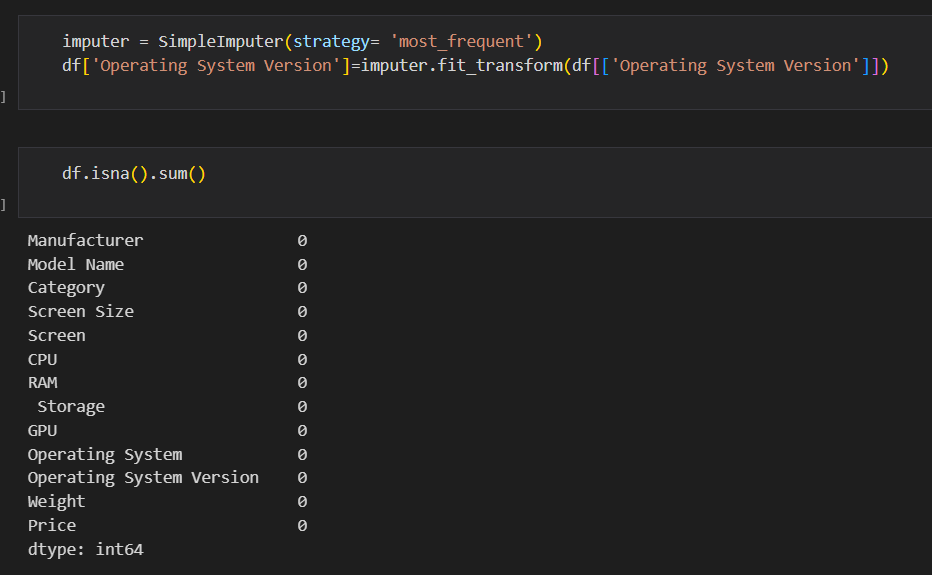 imputer = SimpleImputer(strategy= 'most_frequent')
df['Operating System Version']=imputer.fit_transform(df[['Operating System Version']])
]
df.isna().sum()
]
Manufacturer 0
Model Name 0
Category 0
Screen Size 0
Screen 0
CPU 0
RAM 0
 Storage 0
GPU 0
Operating System 0
Operating System Version 0
Weight 0
Price 0
dtype: int64